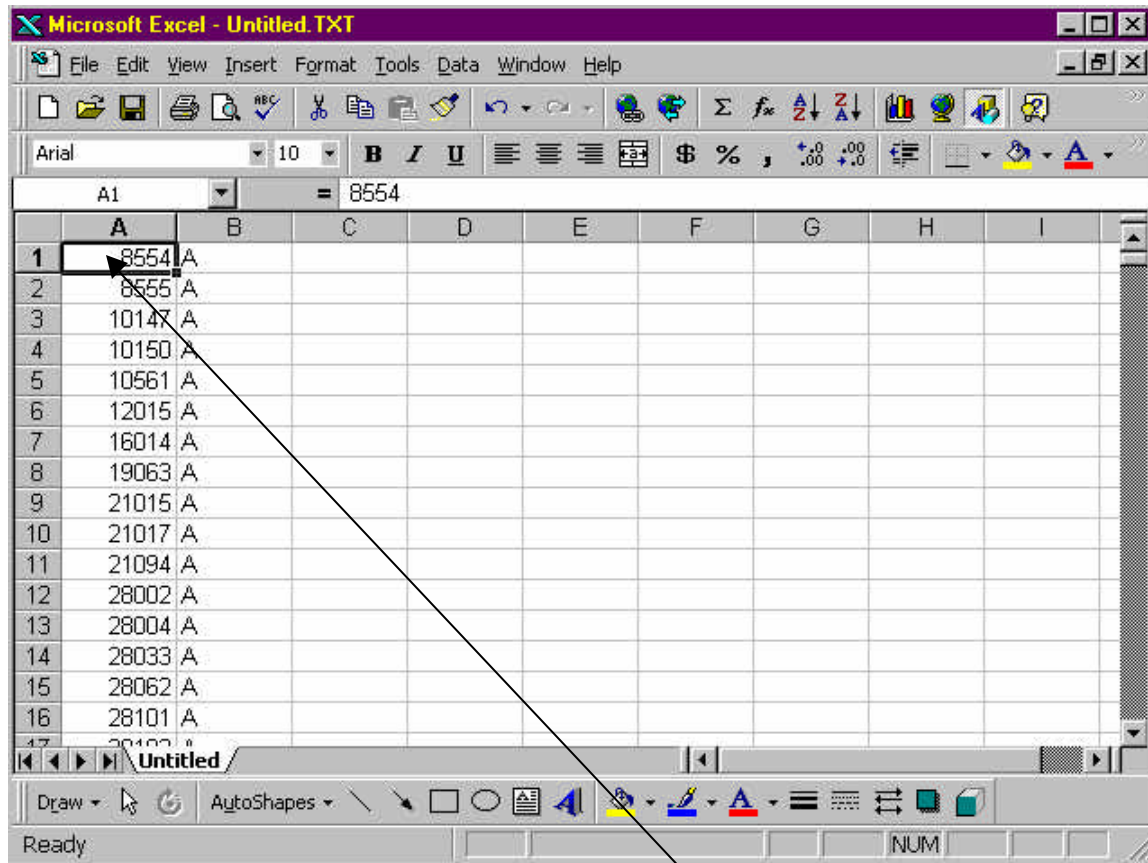 Microsoft Excel - Untitled.TXT
File Edit View Insert Format Tools Data Window Help
Arial 10 B I U $ % ,
A1 = 8554
A B C D E F G H I
1 8554 A
2 8555 A
3 10147 A
4 10150 A
5 10561 A
6 12015 A
7 16014 A
8 19063 A
9 21015 A
10 21017 A
11 21094 A
12 28002 A
13 28004 A
14 28033 A
15 28062 A
16 28101 A
17
Untitled
Draw AutoShapes
Ready NUM